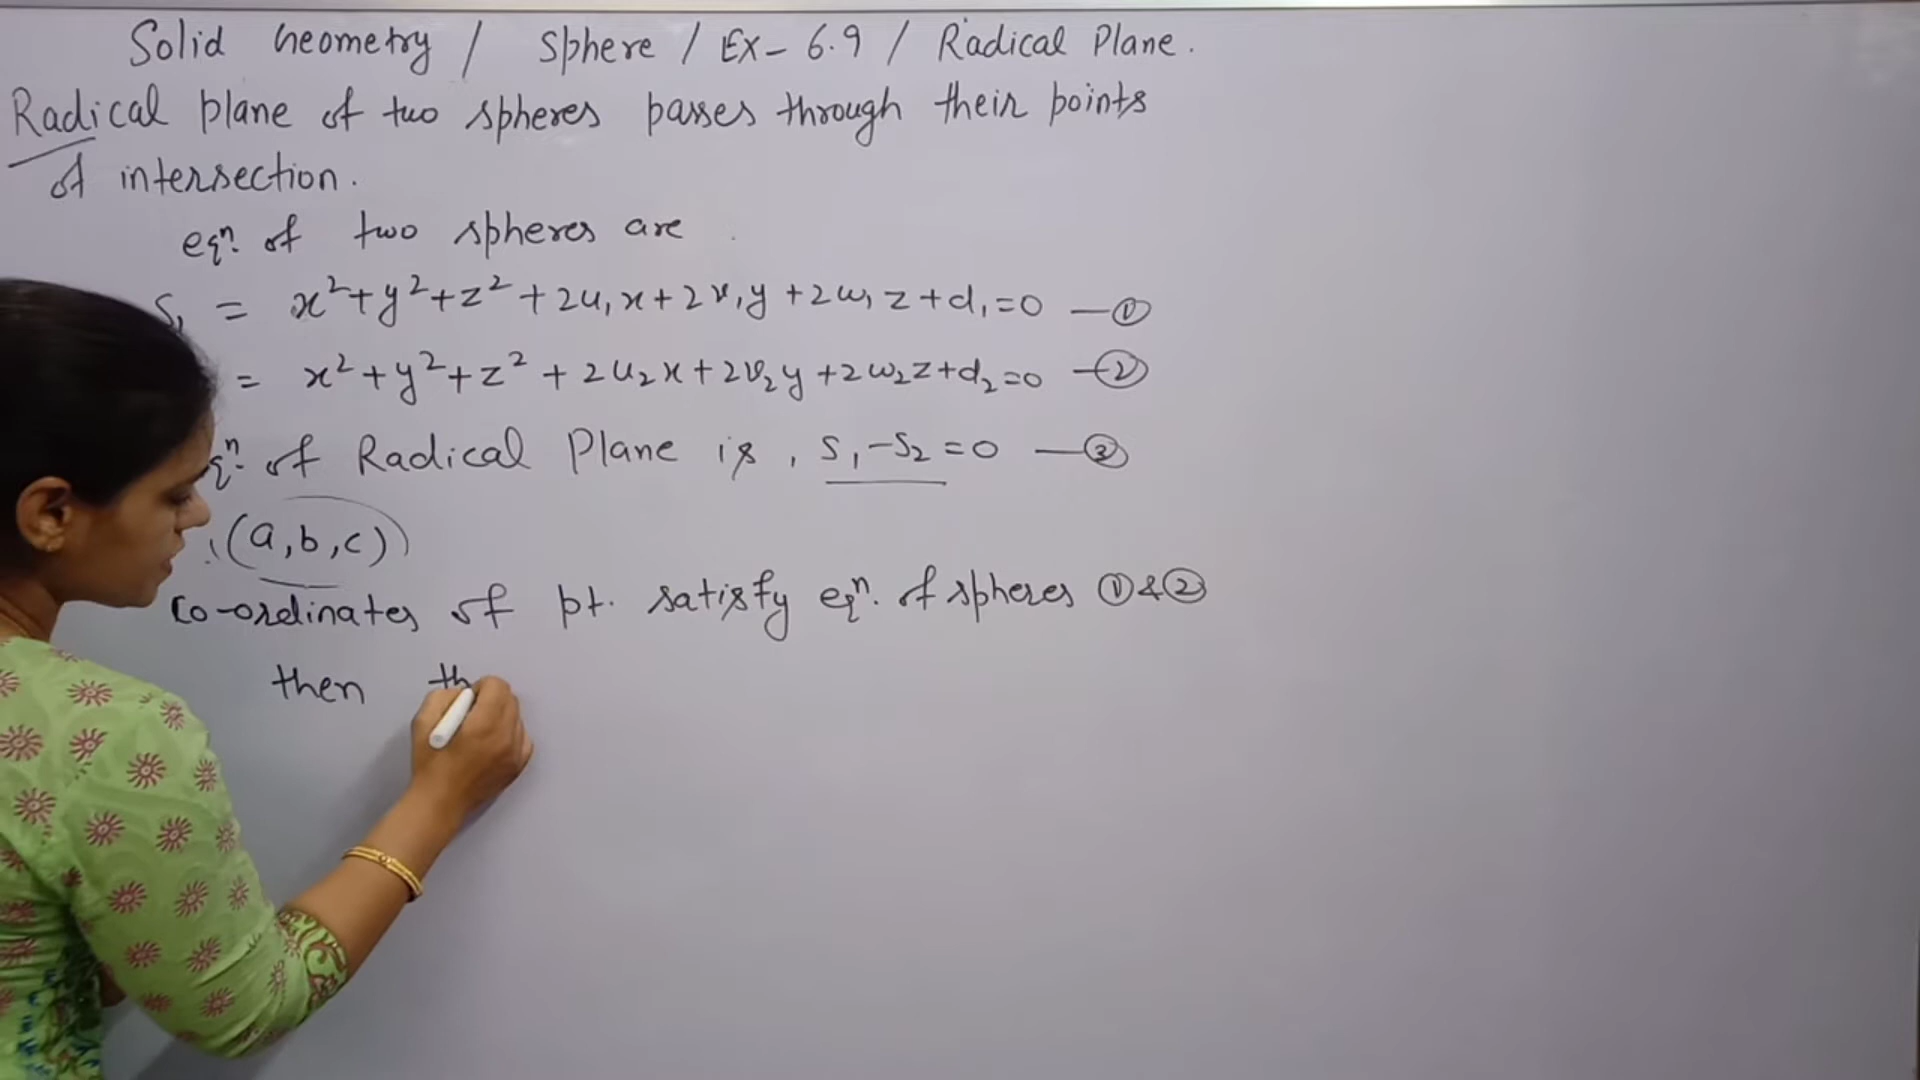 Solid Geometry / Sphere / Ex- 6.9 / Radical Plane.
Radical plane of two spheres passes through their points
of intersection.
eqⁿ. of two spheres are
S₁ = x²+y²+z²+2u₁x+2v₁y+2w₁z+d₁=0 —①
= x²+y²+z²+2u₂x+2v₂y+2w₂z+d₂=0 —②
qⁿ. of Radical Plane is, S₁-S₂=0 —③
(a,b,c)
co-ordinates of pt. satisfy eqⁿ. of spheres ①&②
then th